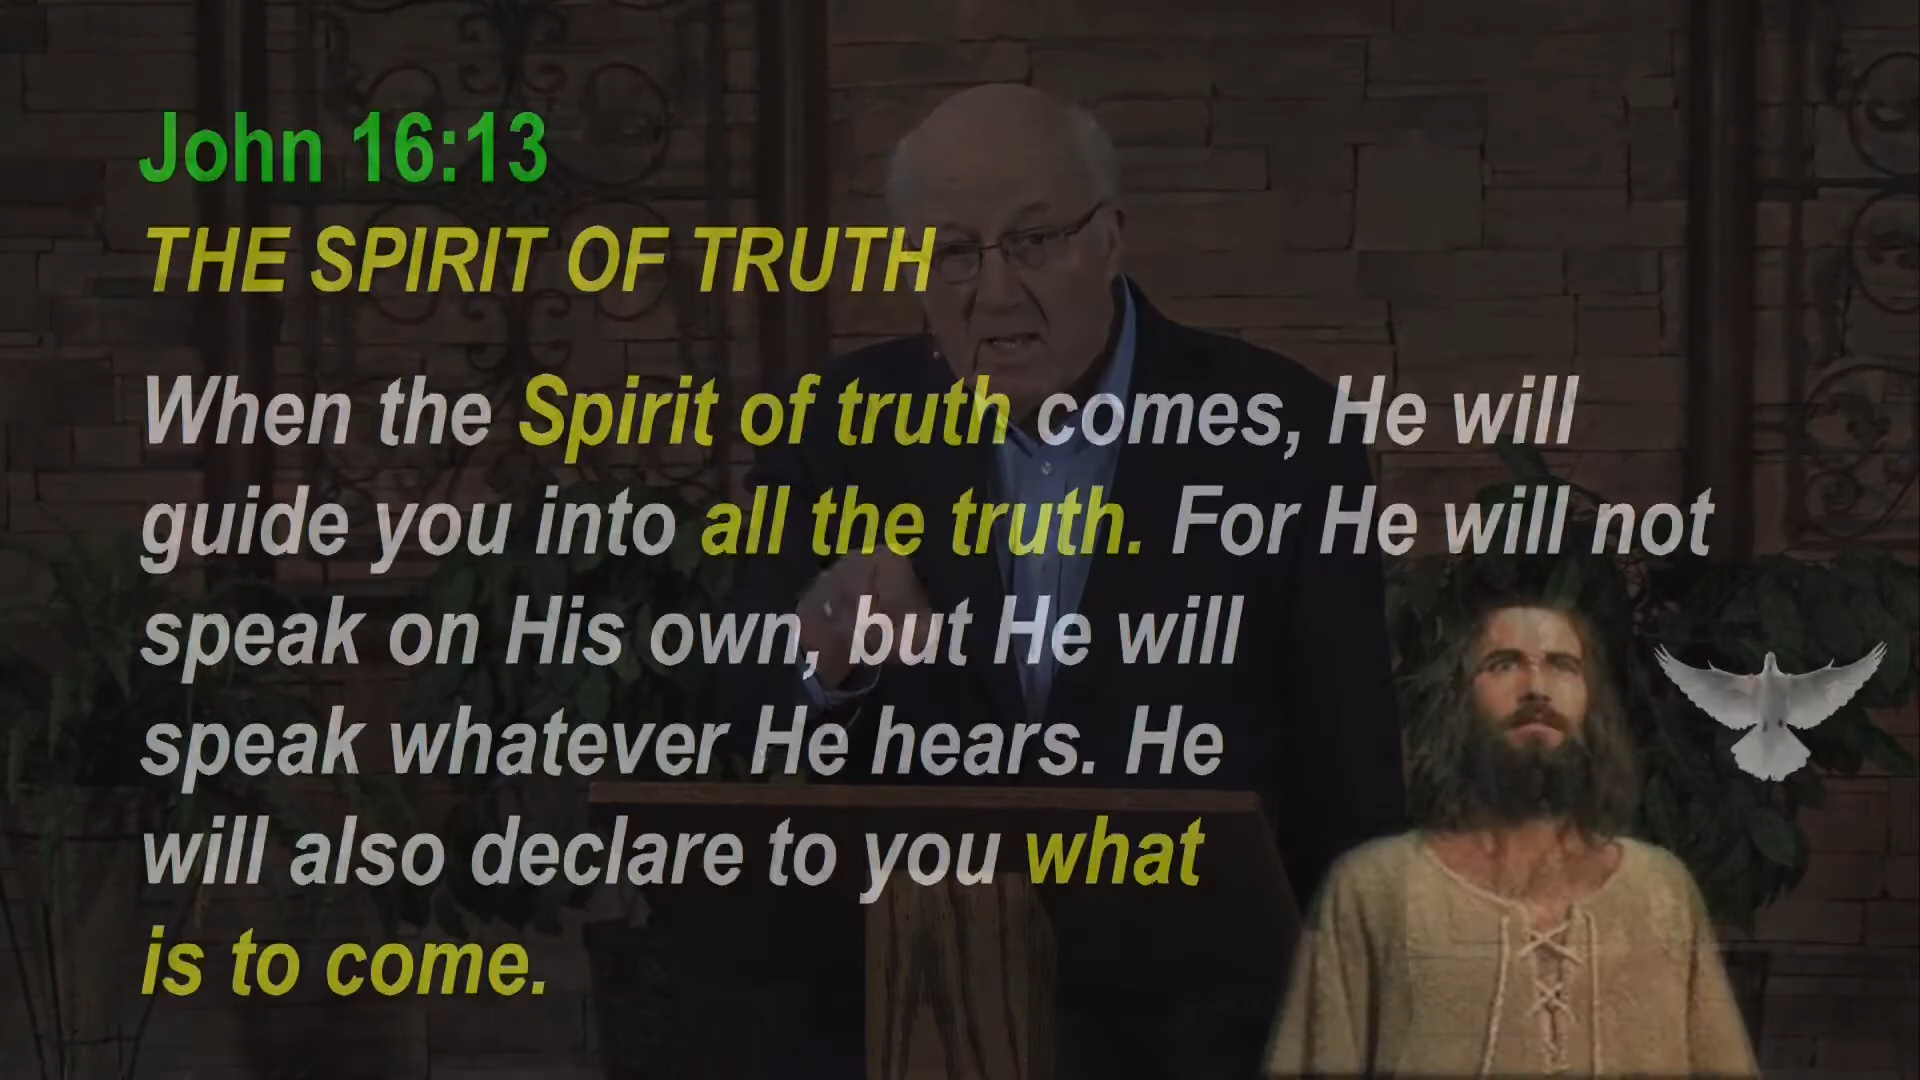 John 16:13
THE SPIRIT OF TRUTH
When the Spirit of truth comes, He will
guide you into all the truth. For He will not
speak on His own, but He will
speak whatever He hears. He
will also declare to you what
is to come.